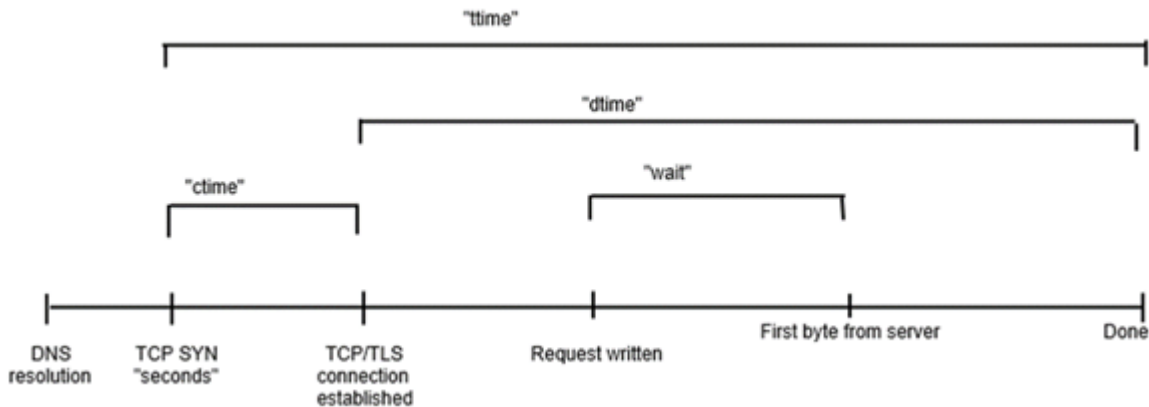 "ttime"
"dtime"
"wait"
"ctime"
DNS
resolution
TCP SYN
"seconds"
TCP/TLS
connection
established
Request written
First byte from server
Done